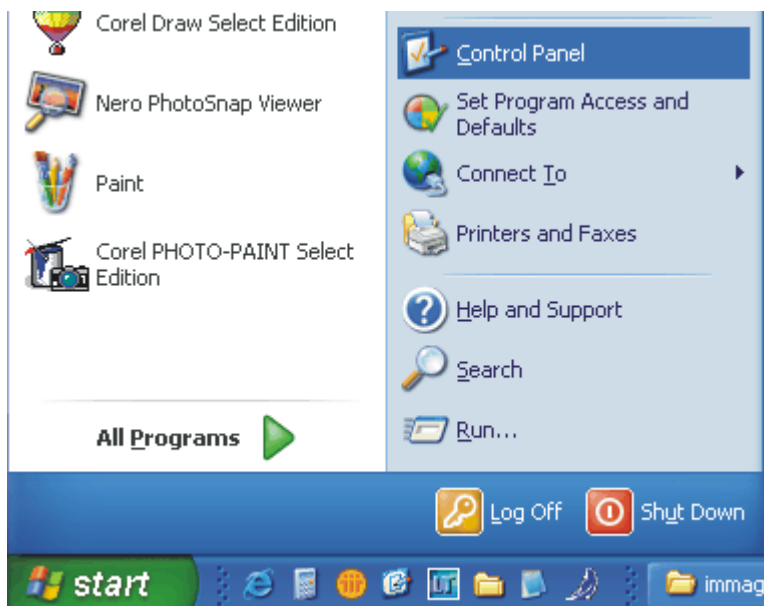 Corel Draw Select Edition
Nero PhotoSnap Viewer
Paint
Corel PHOTO-PAINT Select
Edition
All Programs
Control Panel
Set Program Access and
Defaults
Connect To
Printers and Faxes
Help and Support
Search
Run...
Log Off
Shut Down
start
immag